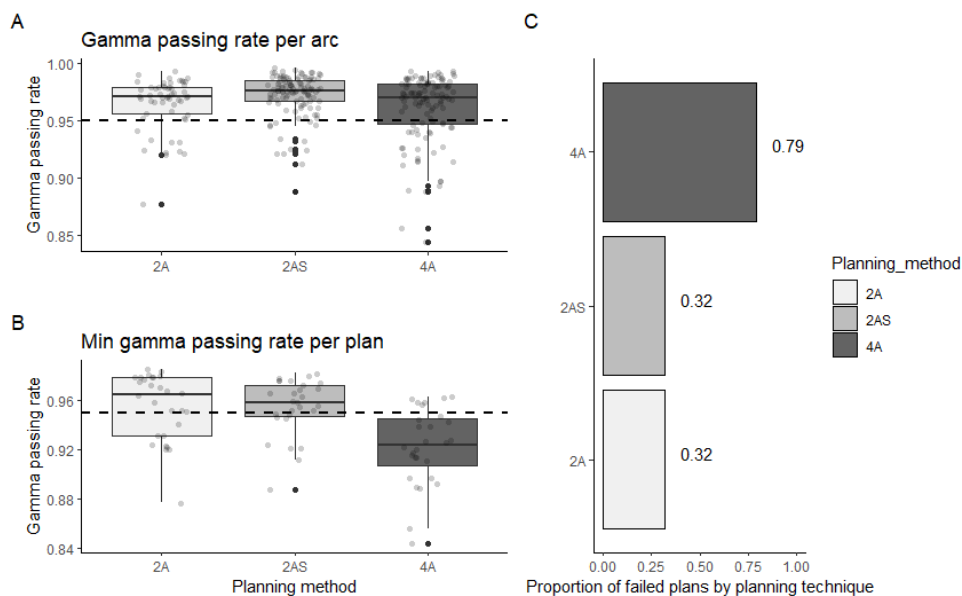 A
Gamma passing rate per arc
Gamma passing rate
1.00
0.95
0.90
0.85
2A
2AS
4A
B
Min gamma passing rate per plan
Gamma passing rate
0.96
0.92
0.88
0.84
2A
2AS
4A
Planning method
C
4A
2AS
2A
0.79
0.32
0.32
0.00
0.25
0.50
0.75
1.00
Proportion of failed plans by planning technique
Planning_method
2A
2AS
4A